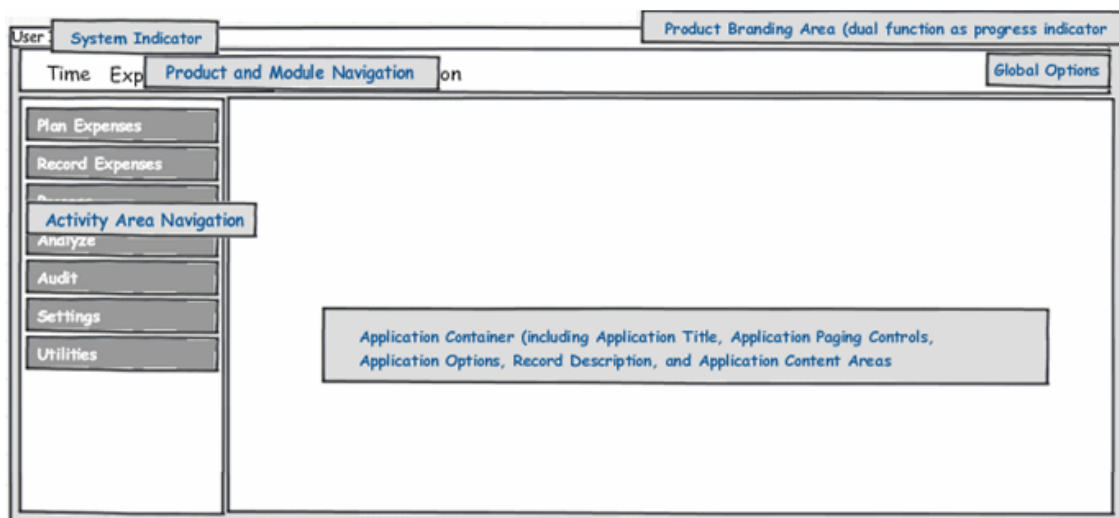 User
System Indicator
Product Branding Area (dual function as progress indicator
Time Exp
Product and Module Navigation
on
Global Options
Plan Expenses
Record Expenses
Activity Area Navigation
Analyze
Audit
Settings
Utilities
Application Container (including Application Title, Application Paging Controls,
Application Options, Record Description, and Application Content Areas